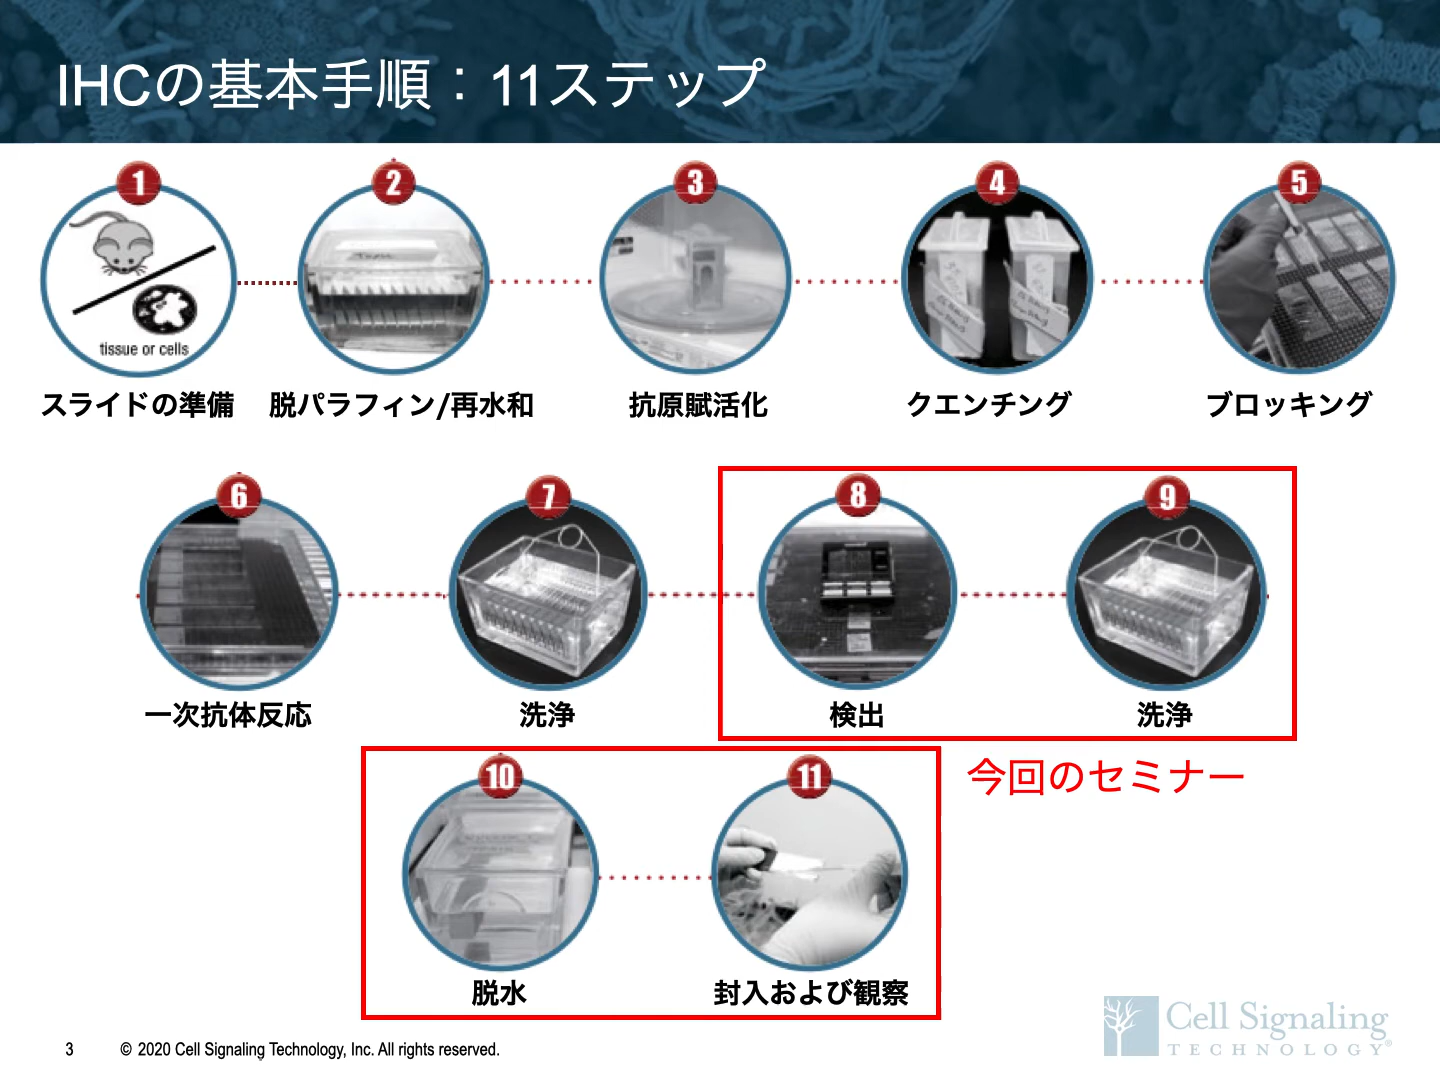 IHCの基本手順：11ステップ
1
2
3
4
5
tissue or cells
スライドの準備
脱パラフィン/再水和
抗原賦活化
クエンチング
ブロッキング
6
7
8
9
一次抗体反応
洗浄
検出
洗浄
今回のセミナー
10
11
脱水
封入および観察
3
© 2020 Cell Signaling Technology, Inc. All rights reserved.
Cell Signaling
TECHNOLOGY®